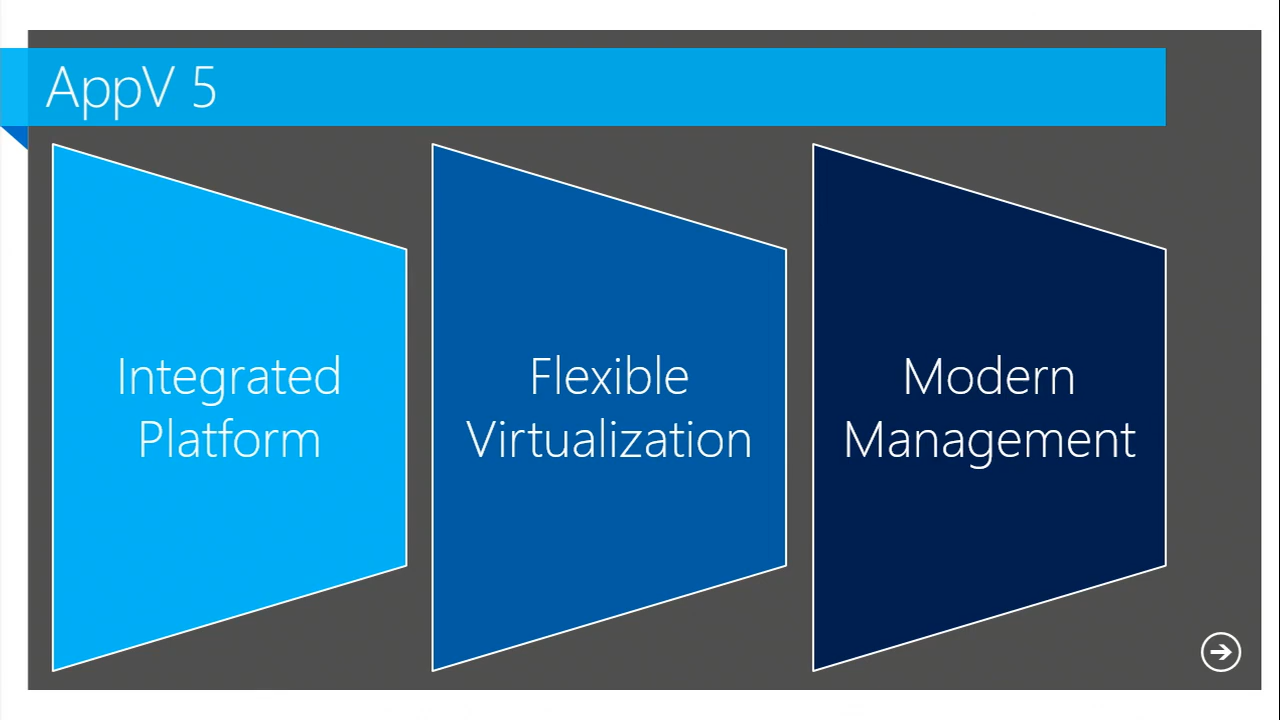 AppV 5
Integrated
Platform
Flexible
Virtualization
Modern
Management